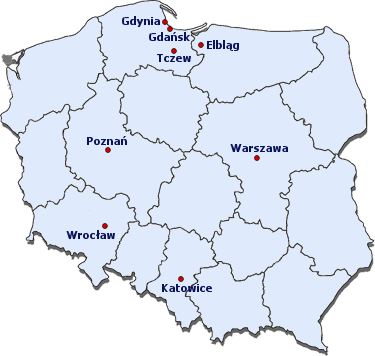 Gdynia
Gdańsk
Elbląg
Tczew
Poznań
Warszawa
Wrocław
Katowice